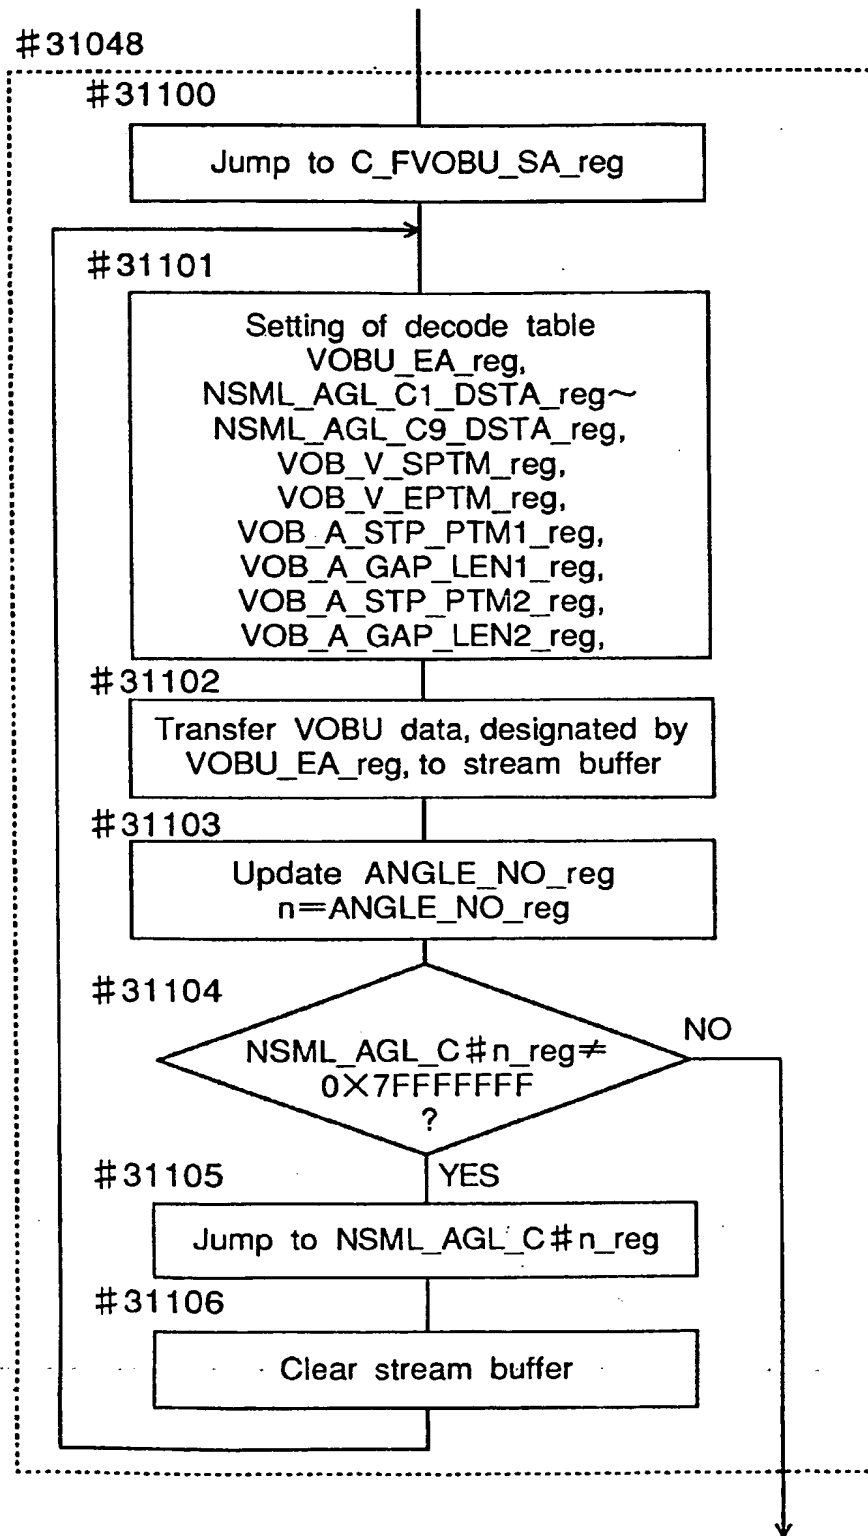 #31048
#31100
Jump to C_FVOBU_SA_reg
#31101
Setting of decode table
VOBU_EA_reg,
NSML_AGL_C1_DSTA_reg~
NSML_AGL_C9_DSTA_reg,
VOB_V_SPTM_reg,
VOB_V_EPTM_reg,
VOB_A_STP_PTM1_reg,
VOB_A_GAP_LEN1_reg,
VOB_A_STP_PTM2_reg,
VOB_A_GAP_LEN2_reg,
#31102
Transfer VOBU data, designated by
VOBU_EA_reg, to stream buffer
#31103
Update ANGLE_NO_reg
n=ANGLE_NO_reg
#31104
NO
NSML_AGL_C#n_reg≠
0X7FFFFFFF
?
#31105
YES
Jump to NSML_AGL_C#n_reg
#31106
Clear stream buffer